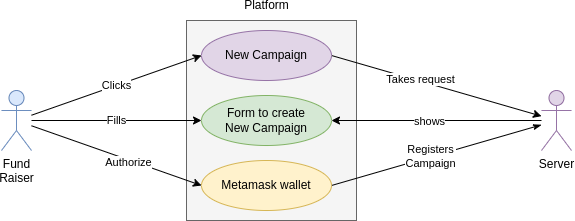 Platform
New Campaign
Clicks
Takes request
Form to create
New Campaign
Fills
shows
Authorize
Registers
Campaign
Fund
Raiser
Server
Metamask wallet